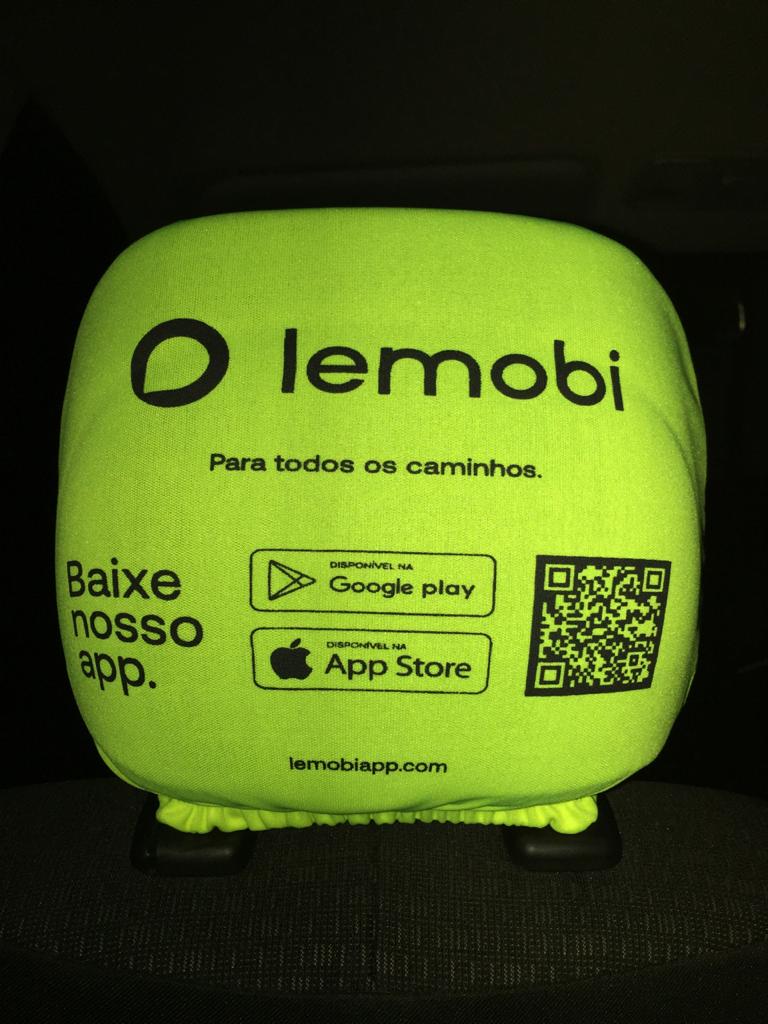 lemobi
Para todos os caminhos.
Baixe
nosso
app.
DISPONÍVEL NA
Google play
DISPONÍVEL NA
App Store
lemobiapp.com